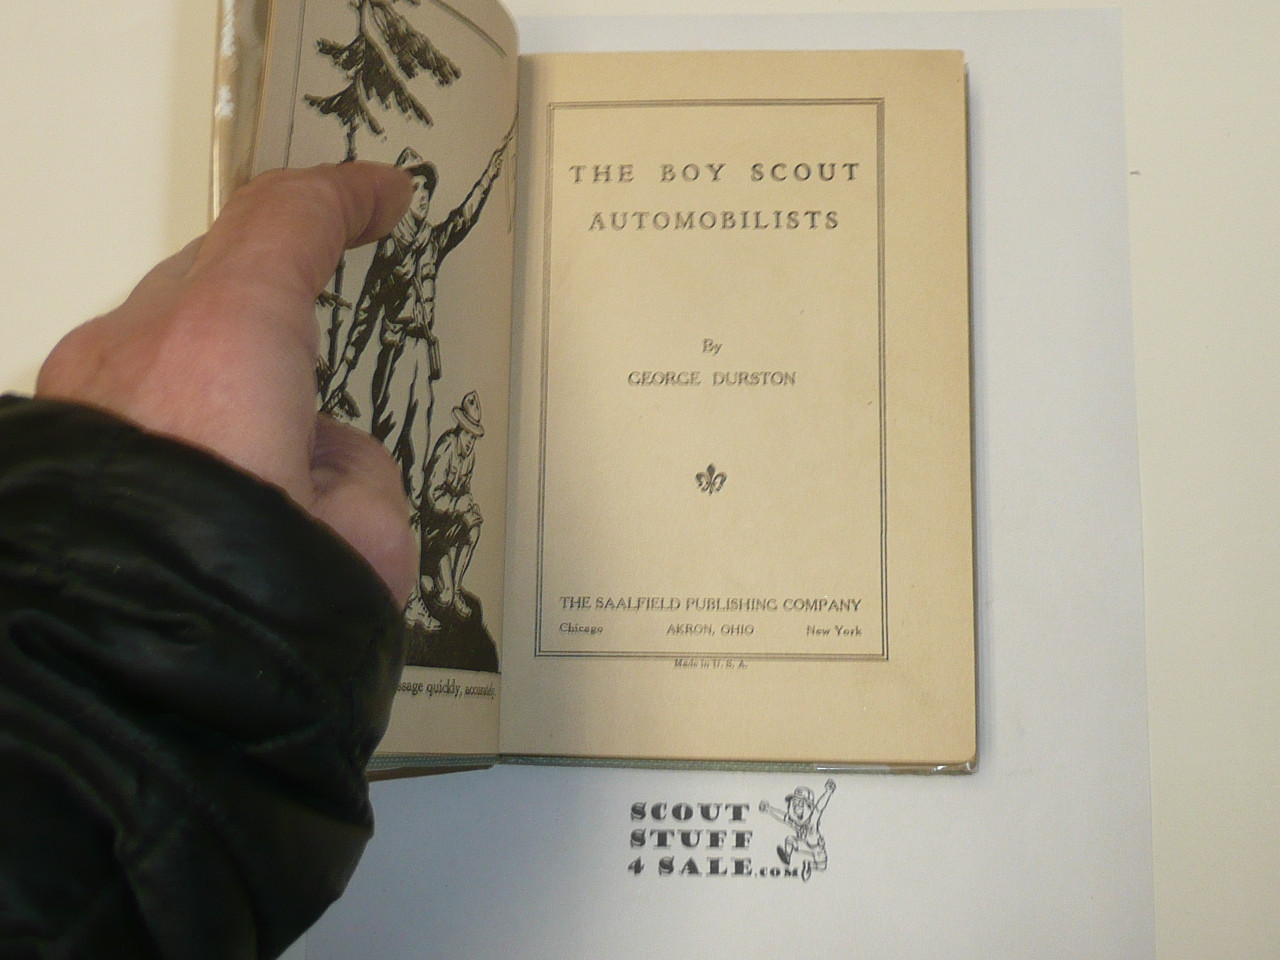 THE BOY SCOUT
AUTOMOBILISTS
By
GEORGE DURSTON
THE SAALFIELD PUBLISHING COMPANY
Chicago AKRON, OHIO New York
Made in U. S. A.
quickly, accurately.
SCOUT
STUFF
4 SALE.COM